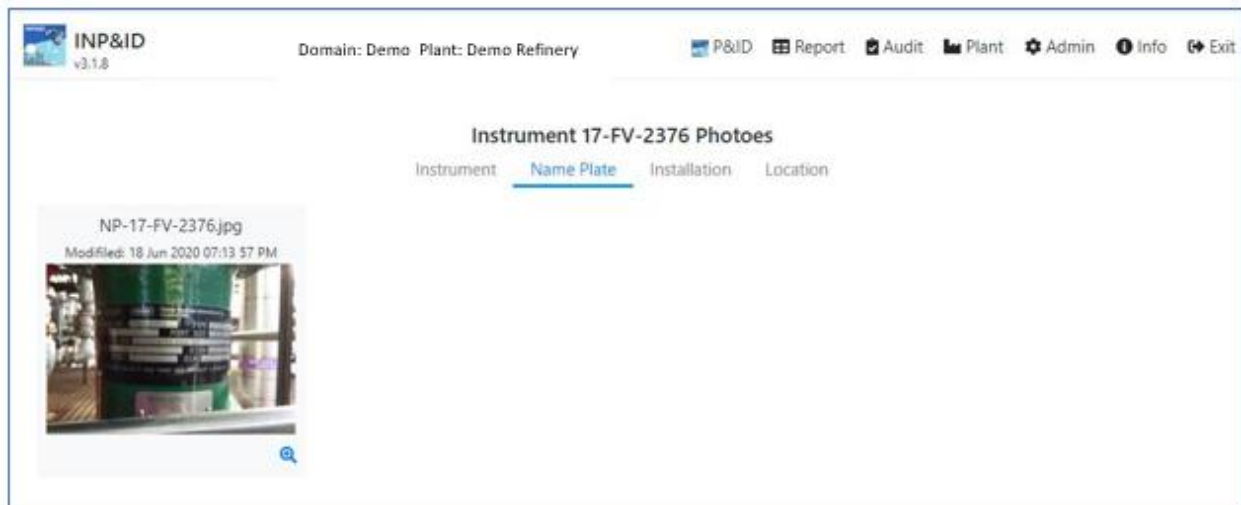 INP&ID
v3.1.8
Domain: Demo Plant: Demo Refinery
P&ID Report Audit Plant Admin Info Exit
Instrument 17-FV-2376 Photoes
Instrument Name Plate Installation Location
NP-17-FV-2376.jpg
Modifiled: 18 Jun 2020 07:13 57 PM